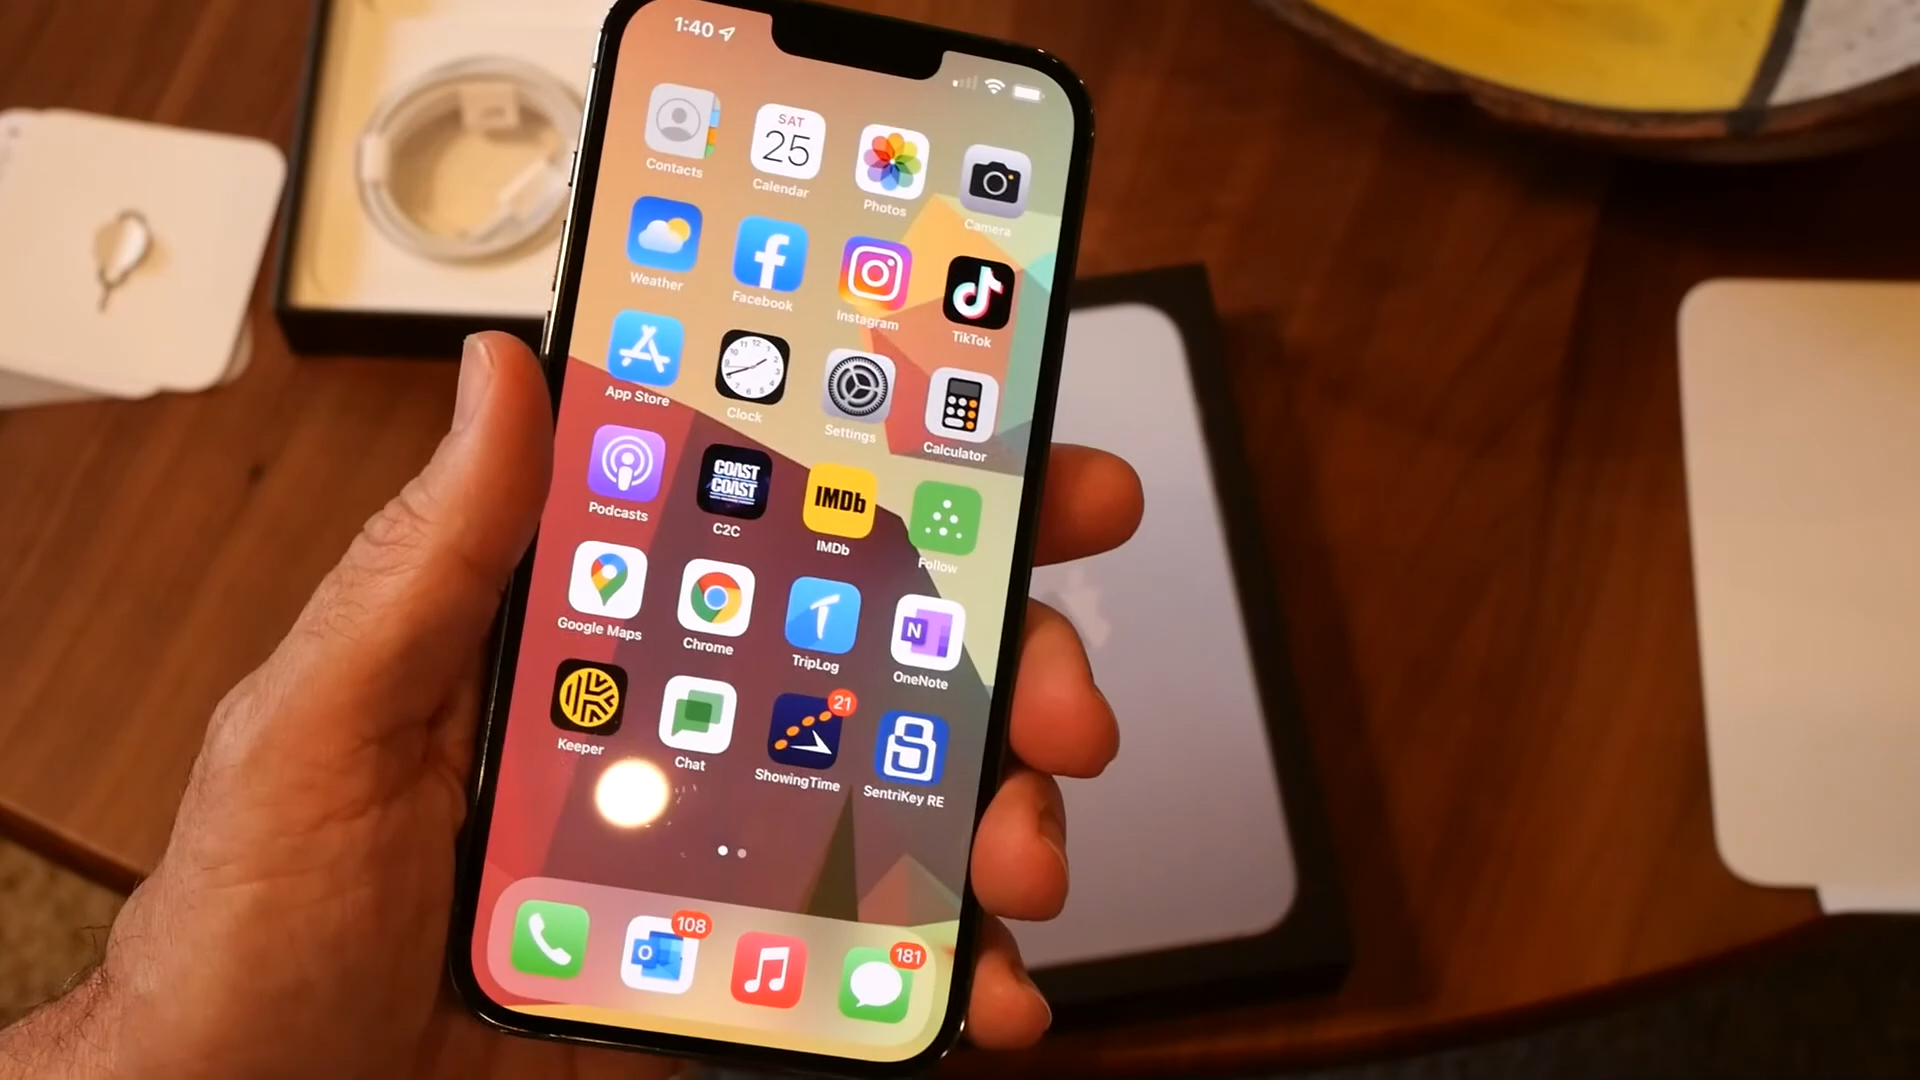 1:40
SAT
25
Contacts
Calendar
Photos
Camera
Weather
Facebook
Instagram
TikTok
App Store
Clock
Settings
Calculator
COAST
COAST
IMDb
Podcasts
C2C
IMDb
Follow
N
Google Maps
Chrome
TripLog
OneNote
21
Keeper
Chat
ShowingTime
SentriKey RE
108
181
O